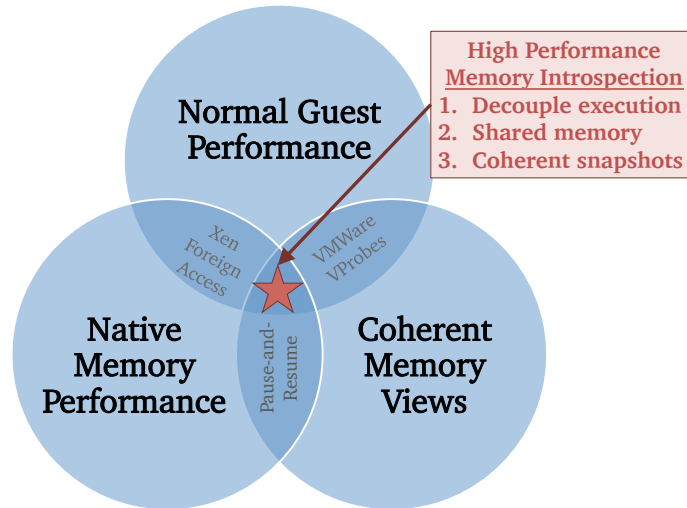 High Performance
Memory Introspection
1. Decouple execution
2. Shared memory
3. Coherent snapshots
Normal Guest
Performance
Xen
Foreign
Access
VMWare
VProbes
Native
Memory
Performance
Pause-and-
Resume
Coherent
Memory
Views